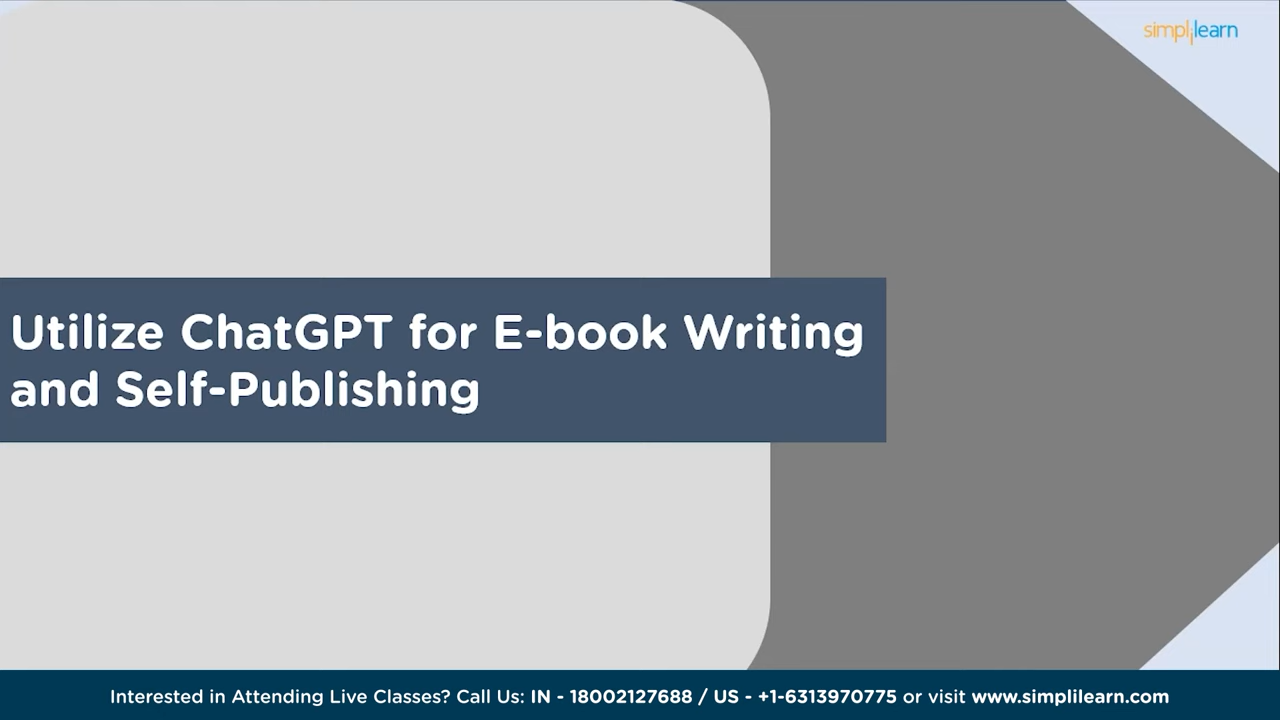 simplilearn
Utilize ChatGPT for E-book Writing
and Self-Publishing
Interested in Attending Live Classes? Call Us: IN - 18002127688 / US - +1-6313970775 or visit www.simplilearn.com